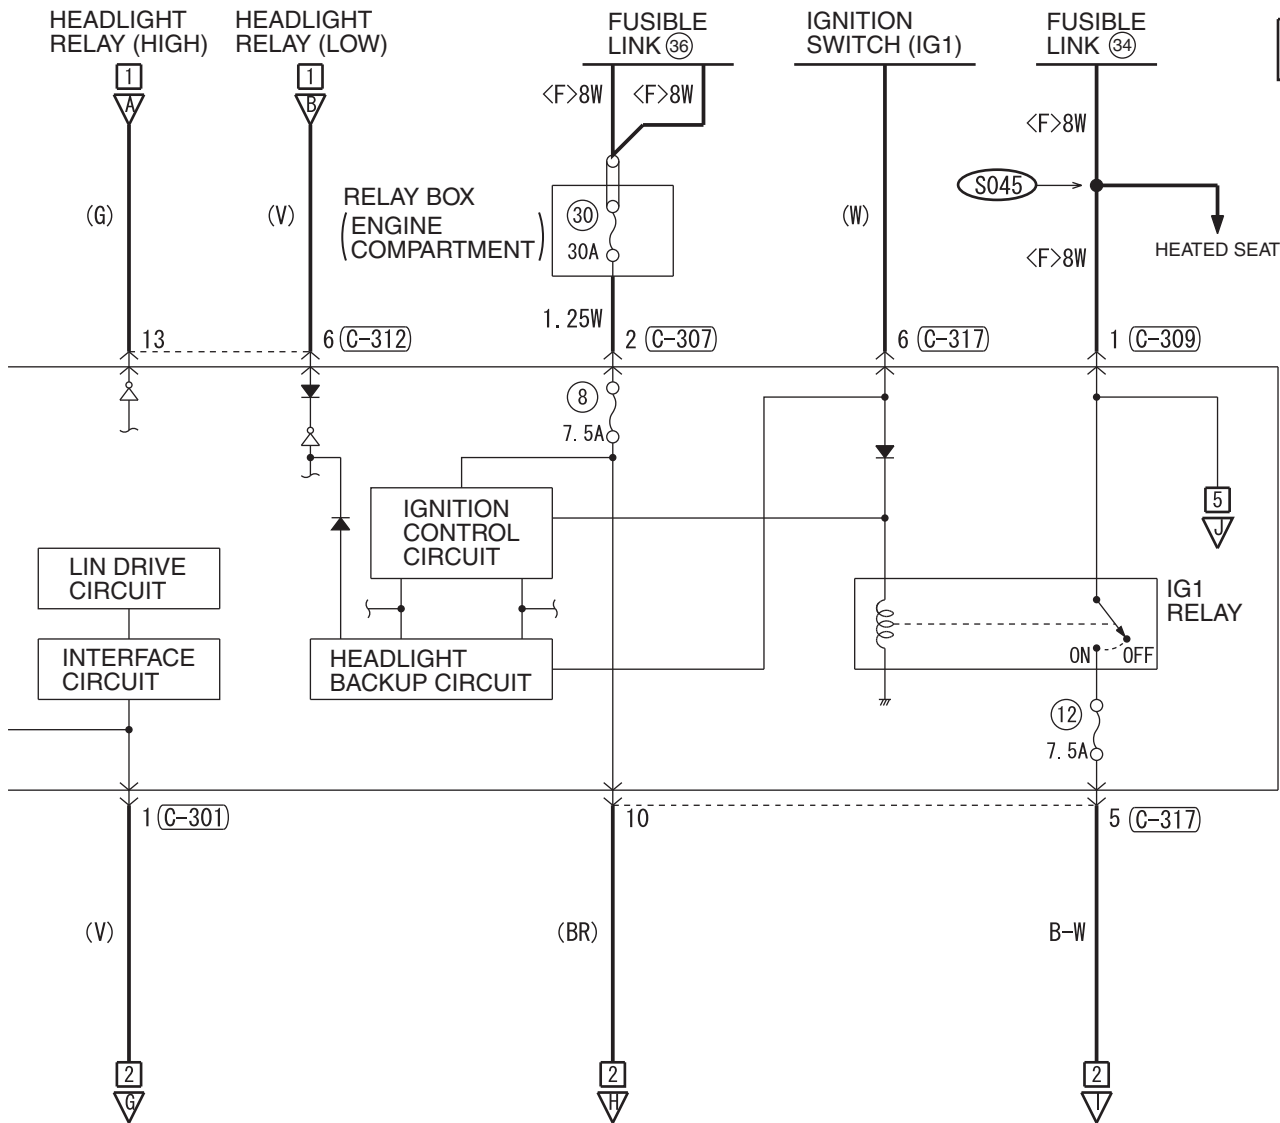 HEADLIGHT
RELAY (HIGH)
HEADLIGHT
RELAY (LOW)
FUSIBLE
LINK 36
IGNITION
SWITCH (IG1)
FUSIBLE
LINK 34
1
A
1
B
<F>8W
<F>8W
<F>8W
S045
RELAY BOX
(ENGINE
COMPARTMENT)
30
30A
(G)
(V)
(W)
HEATED SEAT
<F>8W
1.25W
13
6 C-312
2 C-307
6 C-317
1 C-309
8
7.5A
5
J
IGNITION
CONTROL
CIRCUIT
LIN DRIVE
CIRCUIT
IG1
RELAY
INTERFACE
CIRCUIT
HEADLIGHT
BACKUP CIRCUIT
ON
OFF
12
7.5A
1 C-301
10
5 C-317
(V)
(BR)
B-W
2
G
2
H
2
I